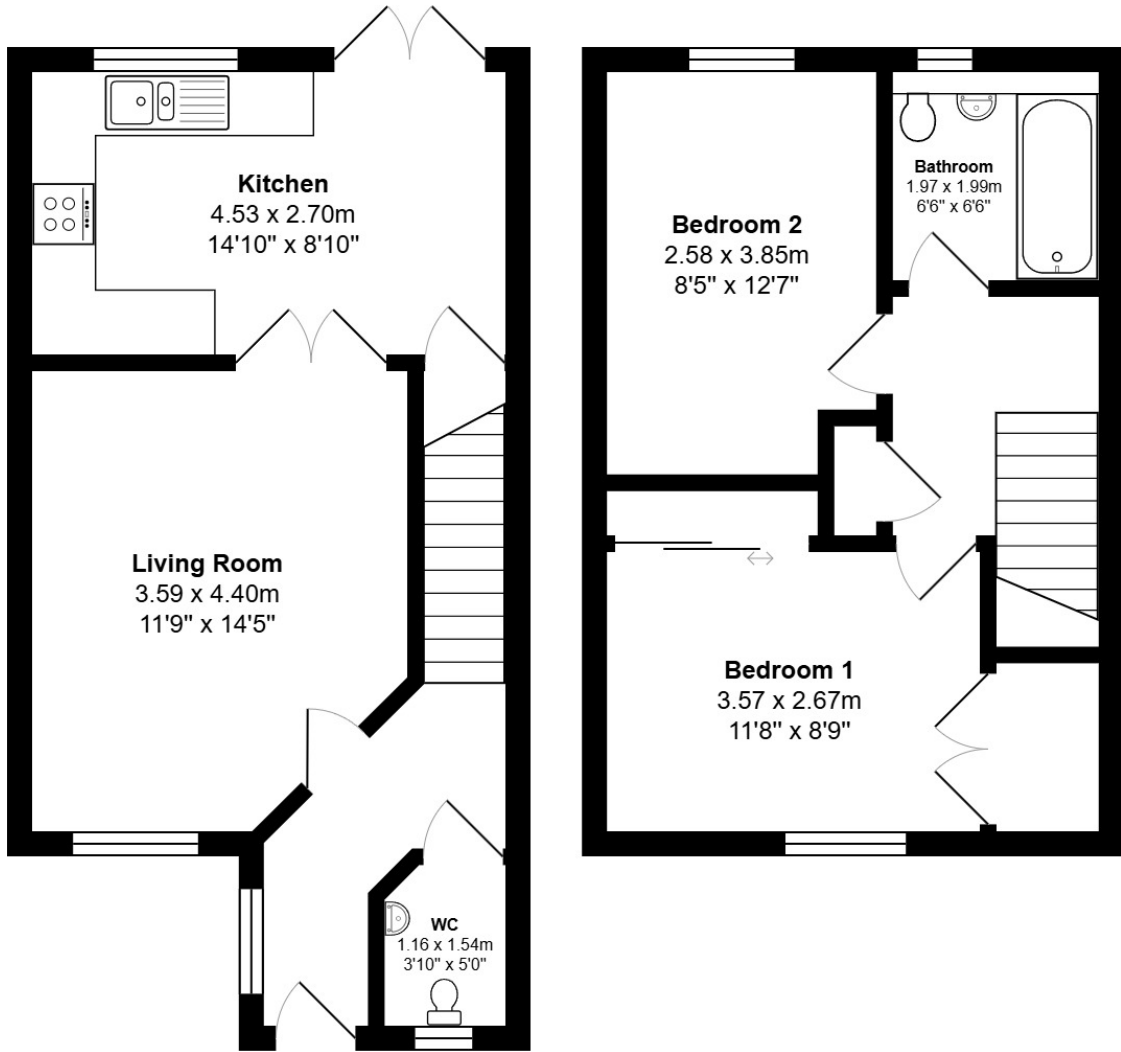 Kitchen
4.53 x 2.70m
14'10" x 8'10"
Living Room
3.59 x 4.40m
11'9" x 14'5"
WC
1.16 x 1.54m
3'10" x 5'0"
Bedroom 2
2.58 x 3.85m
8'5" x 12'7"
Bathroom
1.97 x 1.99m
6'6" x 6'6"
Bedroom 1
3.57 x 2.67m
11'8" x 8'9"